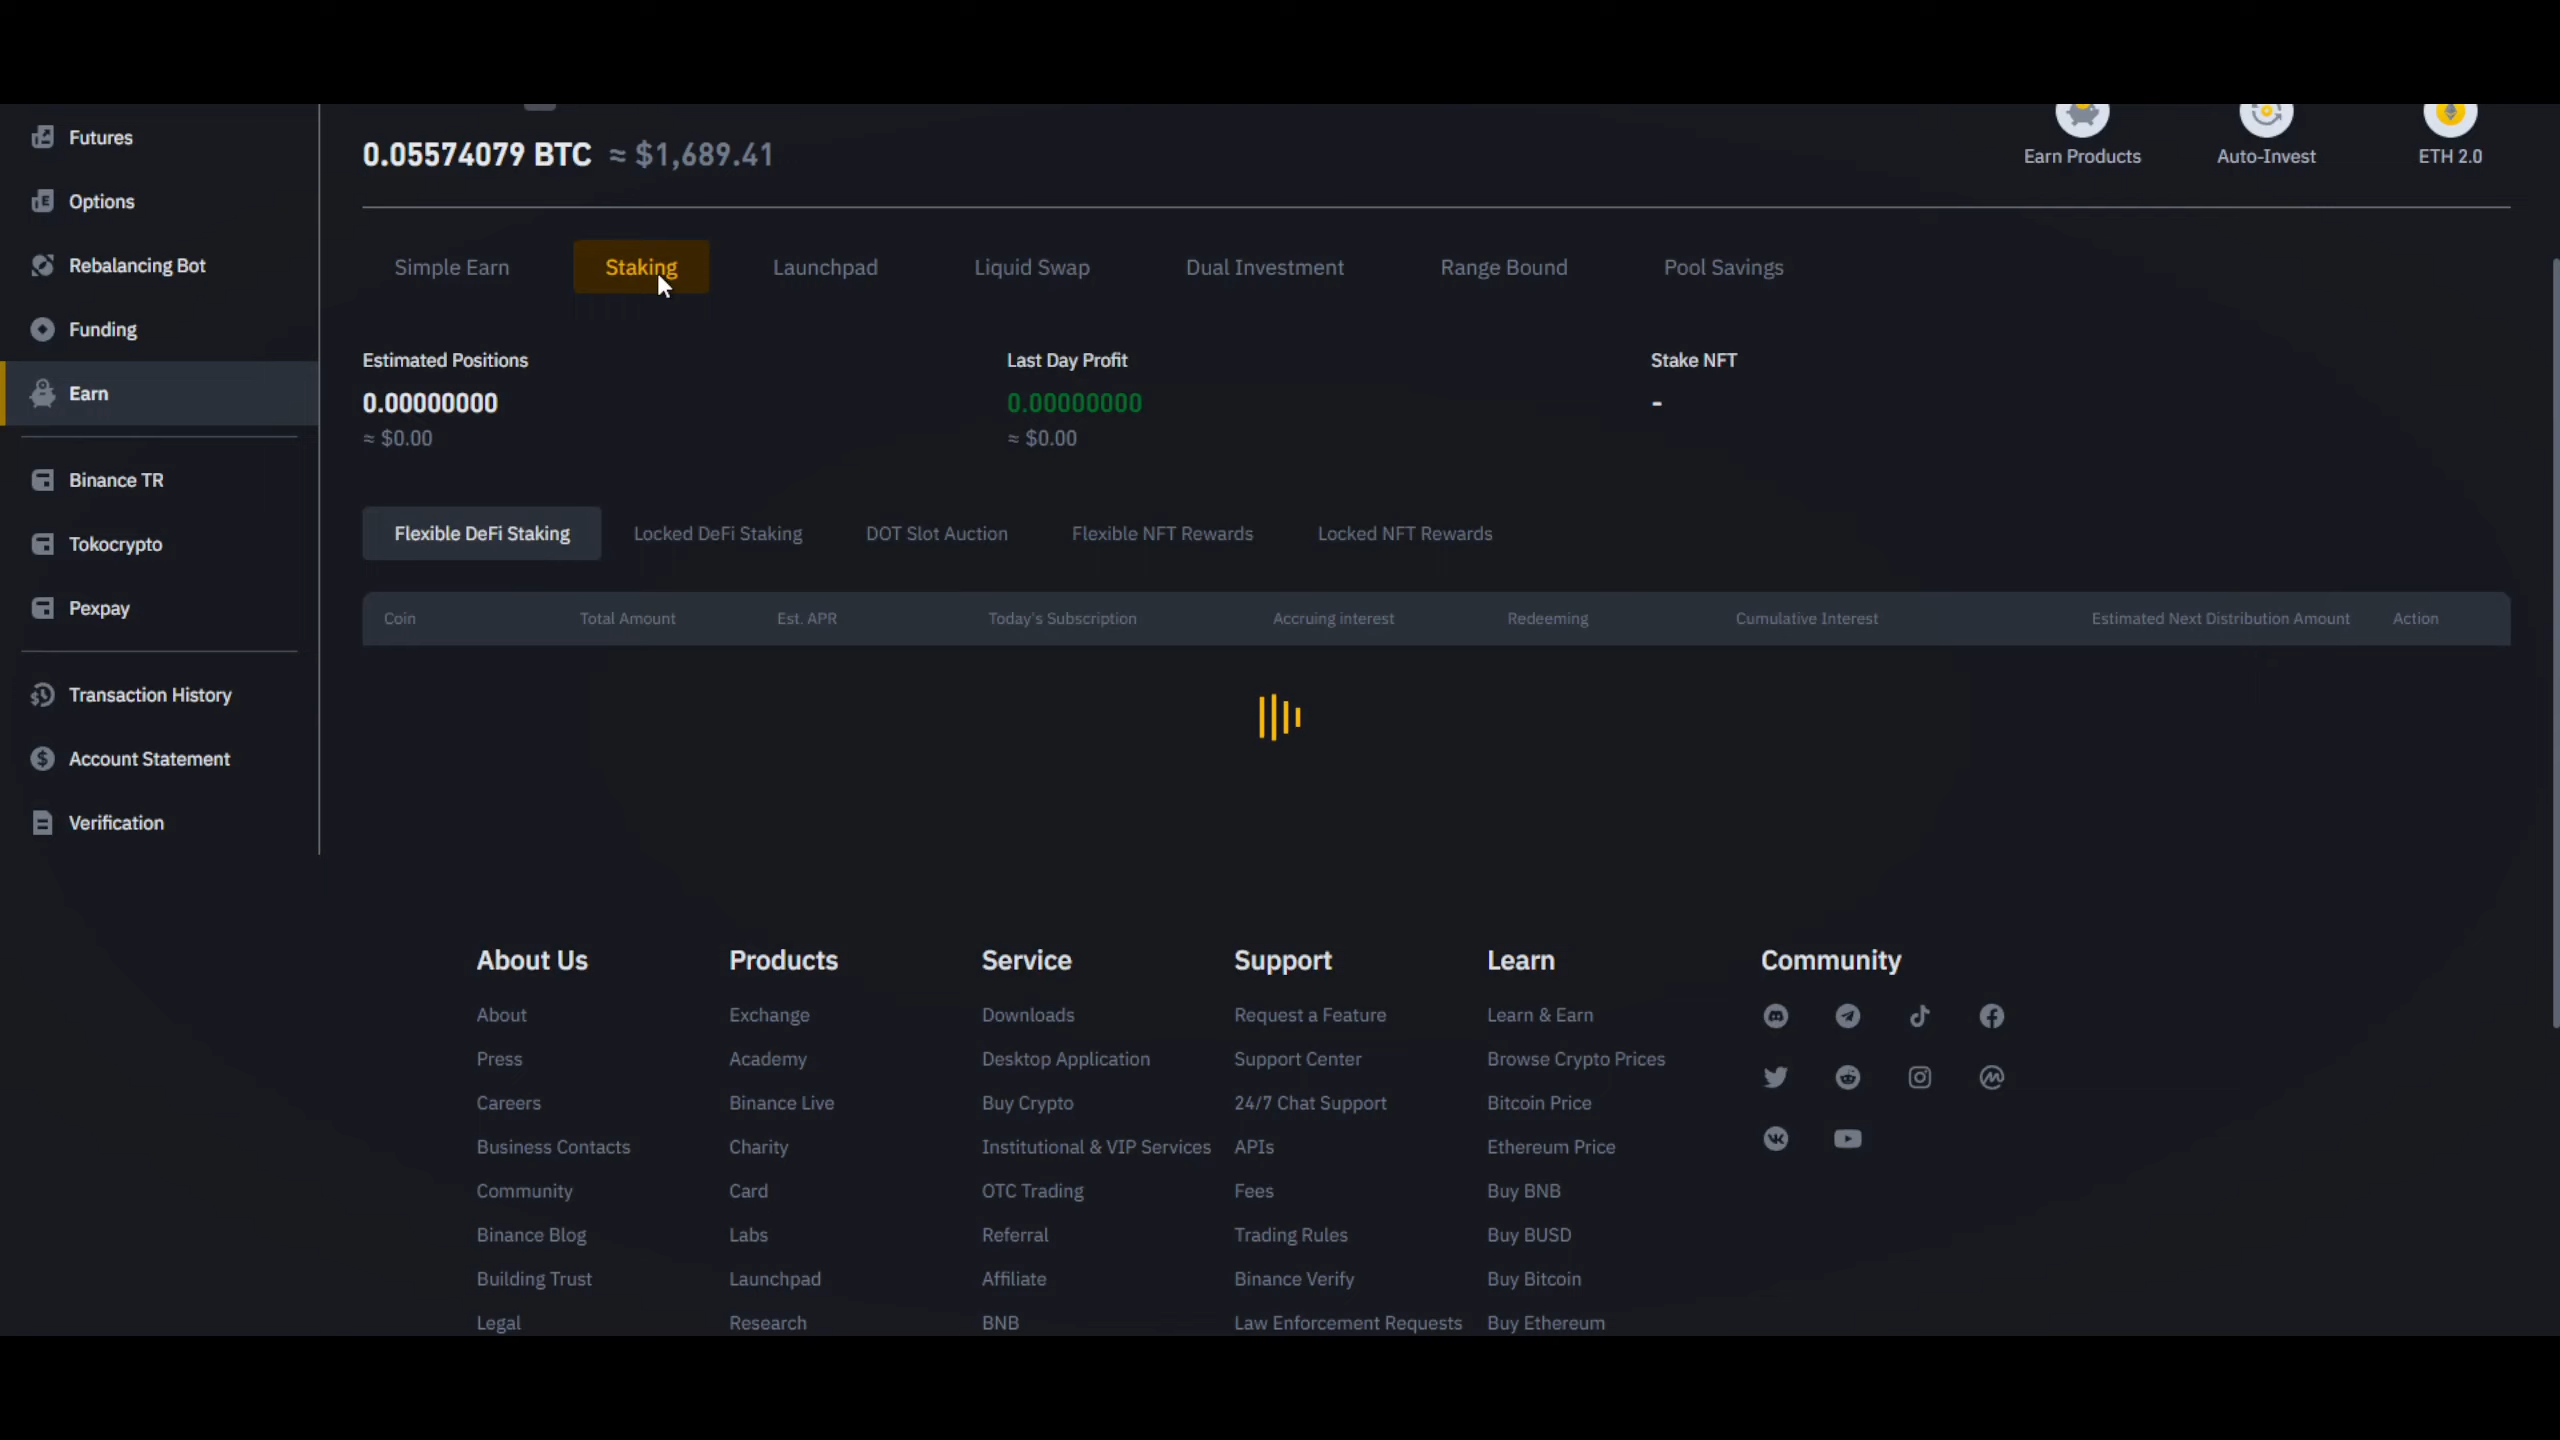 Futures
Options
Rebalancing Bot
Funding
Earn
Binance TR
Tokocrypto
Pexpay
Transaction History
Account Statement
Verification
0.05574079 BTC ≈ $1,689.41
Earn Products Auto-Invest ETH 2.0
Simple Earn Staking Launchpad Liquid Swap Dual Investment Range Bound Pool Savings
Estimated Positions Last Day Profit Stake NFT
0.00000000 0.00000000 -
≈ $0.00 ≈ $0.00
Flexible DeFi Staking Locked DeFi Staking DOT Slot Auction Flexible NFT Rewards Locked NFT Rewards
Coin Total Amount Est. APR Today's Subscription Accruing interest Redeeming Cumulative Interest Estimated Next Distribution Amount Action
About Us
About
Press
Careers
Business Contacts
Community
Binance Blog
Building Trust
Legal
Products
Exchange
Academy
Binance Live
Charity
Card
Labs
Launchpad
Research
Service
Downloads
Desktop Application
Buy Crypto
Institutional & VIP Services
OTC Trading
Referral
Affiliate
BNB
Support
Request a Feature
Support Center
24/7 Chat Support
APIs
Fees
Trading Rules
Binance Verify
Law Enforcement Requests
Learn
Learn & Earn
Browse Crypto Prices
Bitcoin Price
Ethereum Price
Buy BNB
Buy BUSD
Buy Bitcoin
Buy Ethereum
Community